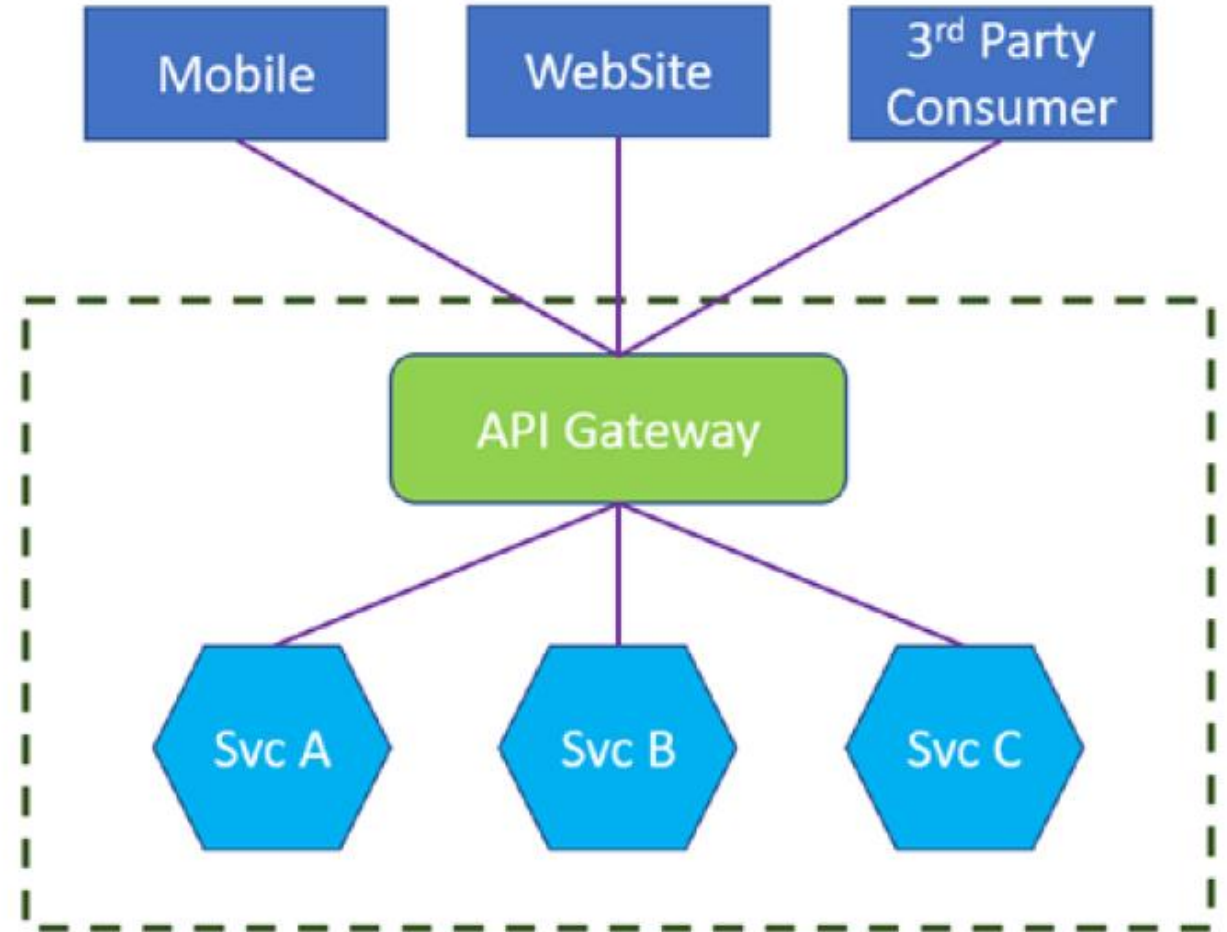 Mobile
WebSite
3rd Party
Consumer
API Gateway
Svc A
Svc B
Svc C